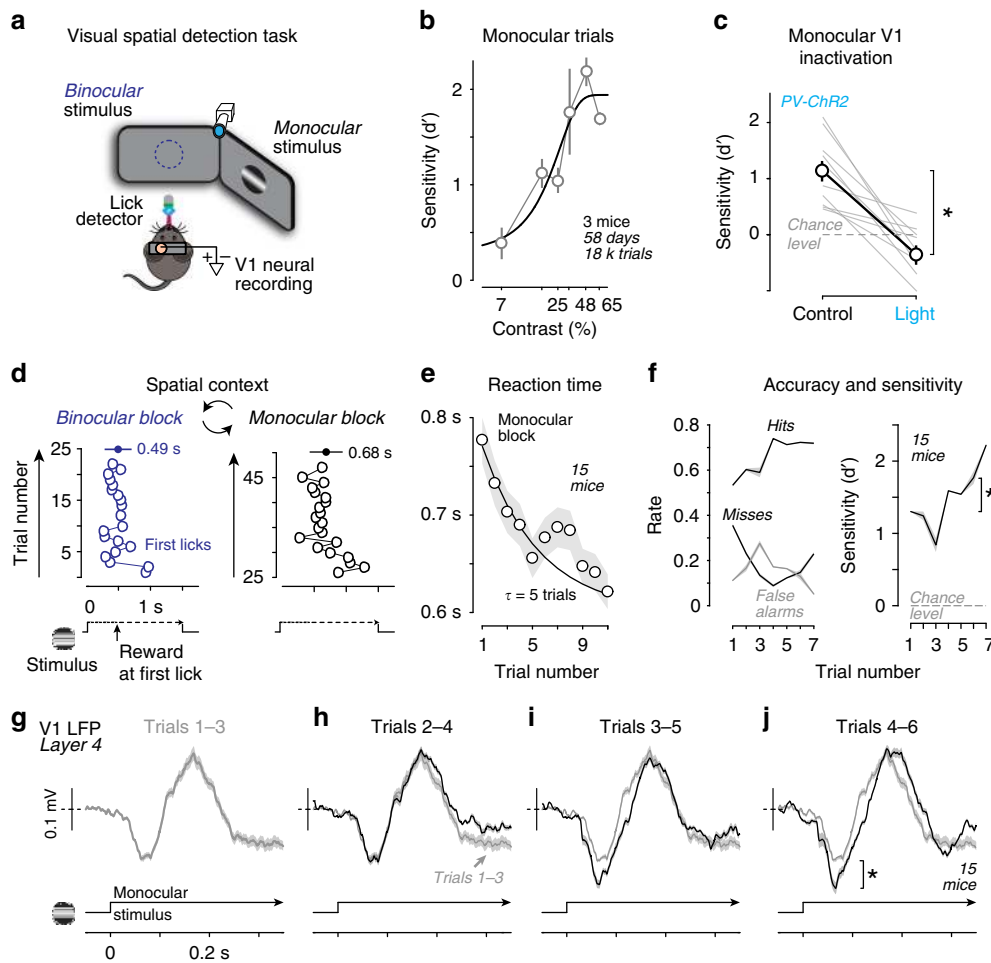 a
Visual spatial detection task
Binocular
stimulus
Monocular
stimulus
Lick
detector
+
–
V1 neural
recording
b
Monocular trials
Sensitivity (d′)
2
1
0
3 mice
58 days
18 k trials
7
25
48
65
Contrast (%)
c
Monocular V1
inactivation
PV-ChR2
Sensitivity (d′)
2
1
0
Chance
level
*
Control
Light
d
Spatial context
Binocular block
Monocular block
Trial number
25
15
5
0.49 s
First licks
45
35
25
0.68 s
0
1 s
Stimulus
Reward
at first lick
e
Reaction time
0.8 s
0.7 s
0.6 s
Monocular
block
15
mice
τ = 5 trials
1
5
9
Trial number
f
Accuracy and sensitivity
Rate
0.8
0.6
0.4
0.2
0
Hits
Misses
False
alarms
1
3
5
7
Sensitivity (d′)
2
1
0
15
mice
*
Chance
level
1
3
5
7
Trial number
g
V1 LFP
Layer 4
Trials 1–3
0.1 mV
Monocular
stimulus
0
0.2 s
h
Trials 2–4
Trials 1–3
i
Trials 3–5
j
Trials 4–6
*
15
mice